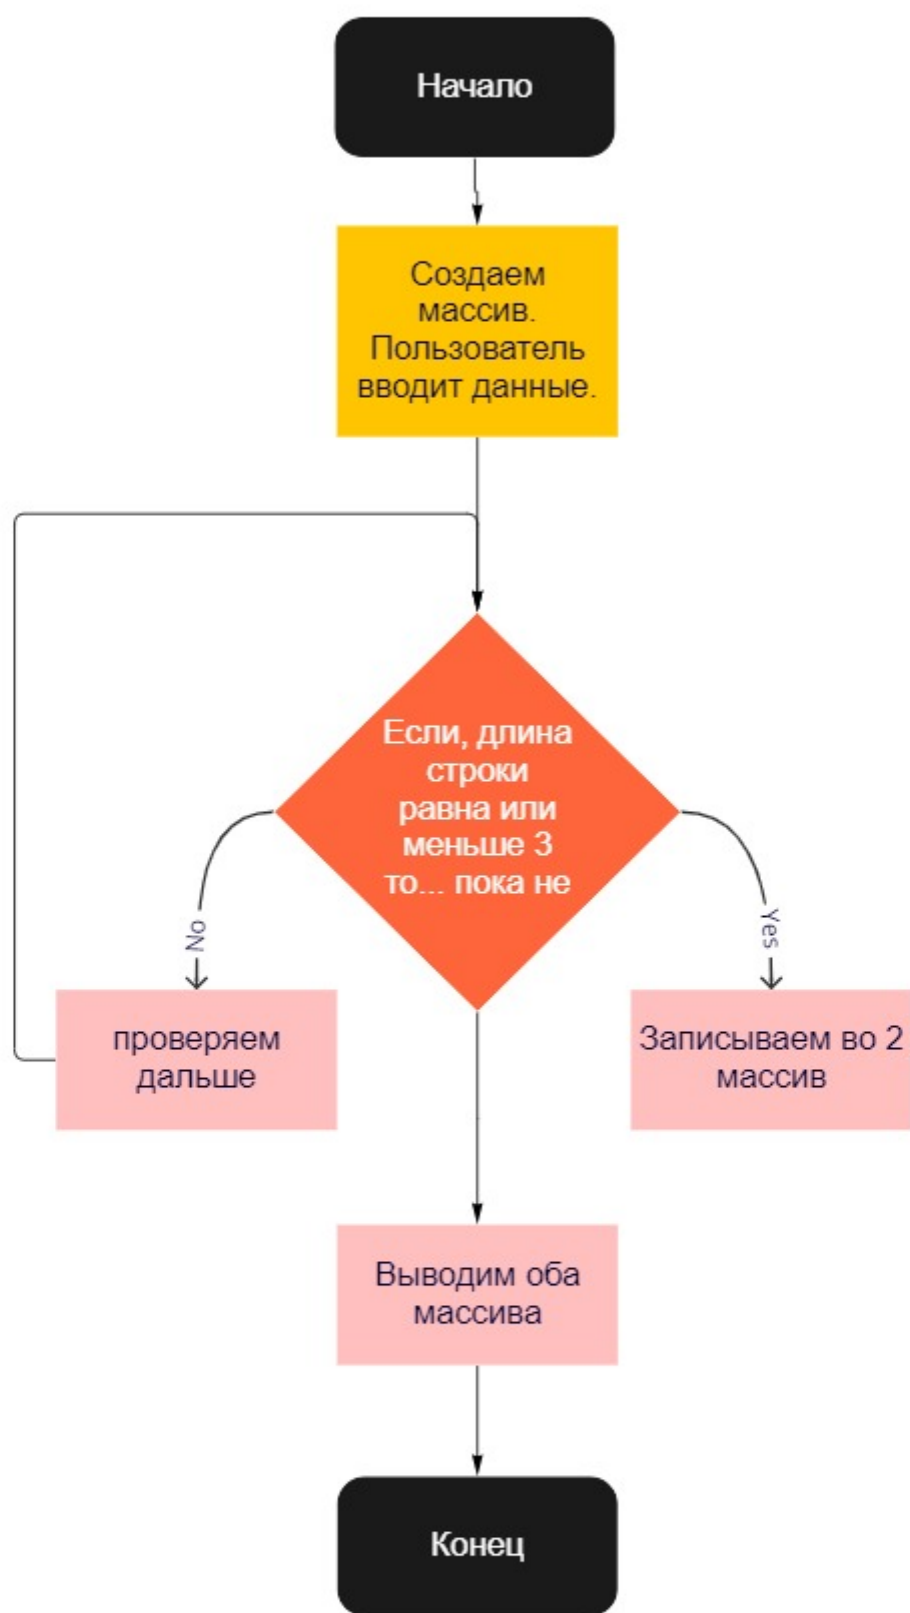 Начало
Создаем
массив.
Пользователь
вводит данные.
Если, длина
строки
равна или
меньше 3
то... пока не
No
Yes
проверяем
дальше
Записываем во 2
массив
Выводим оба
массива
Конец